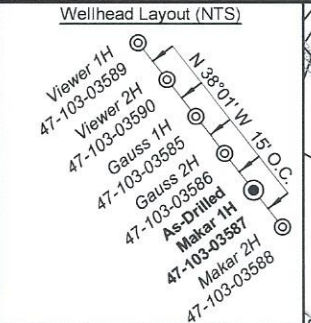 Wellhead Layout (NTS)
Viewer 1H
47-103-03589
Viewer 2H
47-103-03590
Gauss 1H
47-103-03585
Gauss 2H
47-103-03586
As-Drilled
Makar 1H
47-103-03587
Makar 2H
47-103-03588
N 38°01' W 15' O.C.